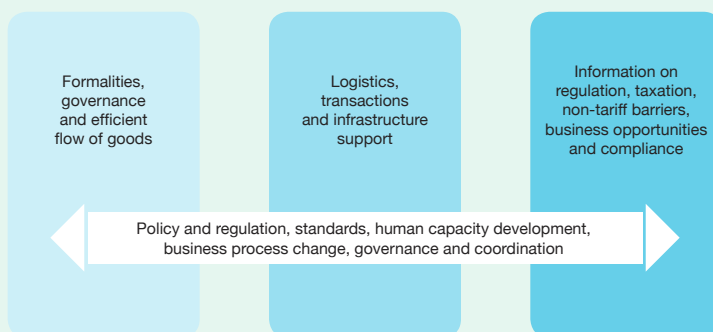 Formalities,
governance
and efficient
flow of goods
Logistics,
transactions
and infrastructure
support
Information on
regulation, taxation,
non-tariff barriers,
business opportunities
and compliance
Policy and regulation, standards, human capacity development,
business process change, governance and coordination